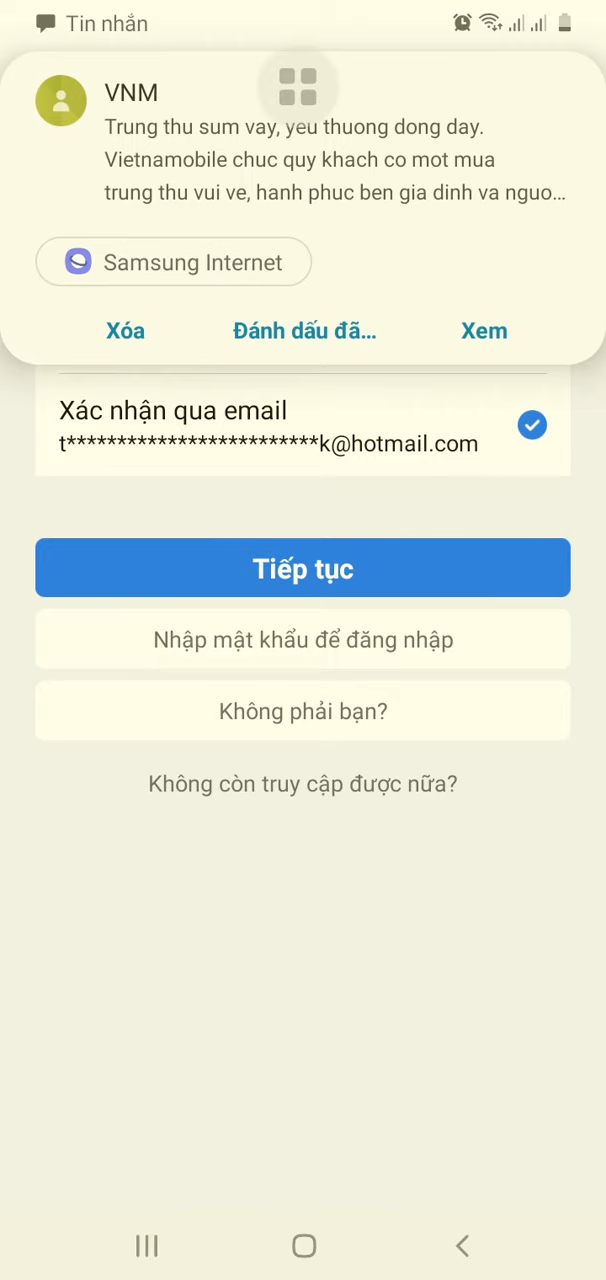 Tin nhắn
VNM
Trung thu sum vay, yeu thuong dong day.
Vietnamobile chuc quy khach co mot mua
trung thu vui ve, hanh phuc ben gia dinh va nguo...
Samsung Internet
Xóa Đánh dấu đã... Xem
Xác nhận qua email
t*************************k@hotmail.com
Tiếp tục
Nhập mật khẩu để đăng nhập
Không phải bạn?
Không còn truy cập được nữa?